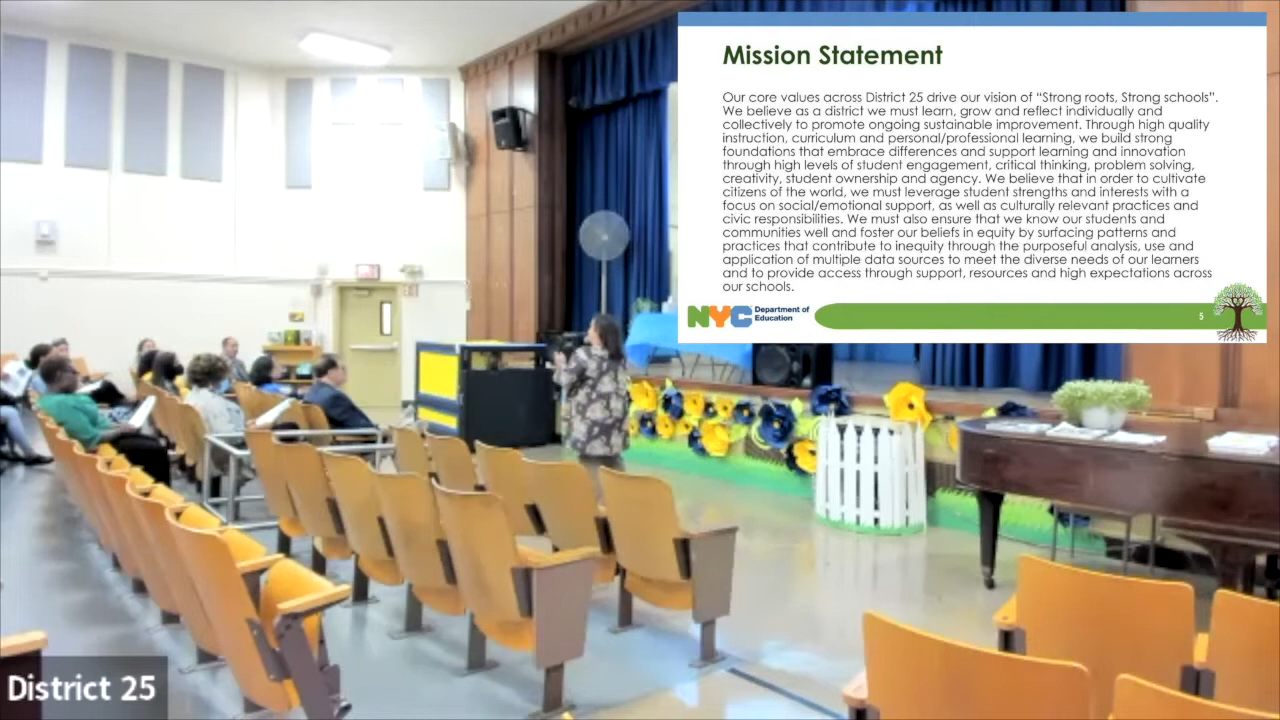 Mission Statement
Our core values across District 25 drive our vision of “Strong roots, Strong schools”.
We believe as a district we must learn, grow and reflect individually and
collectively to promote ongoing sustainable improvement. Through high quality
instruction, curriculum and personal/professional learning, we build strong
foundations that embrace differences and support learning and innovation
through high levels of student engagement, critical thinking, problem solving,
creativity, student ownership and agency. We believe that in order to cultivate
citizens of the world, we must leverage student strengths and interests with a
focus on social/emotional support, as well as culturally relevant practices and
civic responsibilities. We must also ensure that we know our students and
communities well and foster our beliefs in equity by surfacing patterns and
practices that contribute to inequity through the purposeful analysis, use and
application of multiple data sources to meet the diverse needs of our learners
and to provide access through support, resources and high expectations across
our schools.
NYC Department of
Education
5
District 25